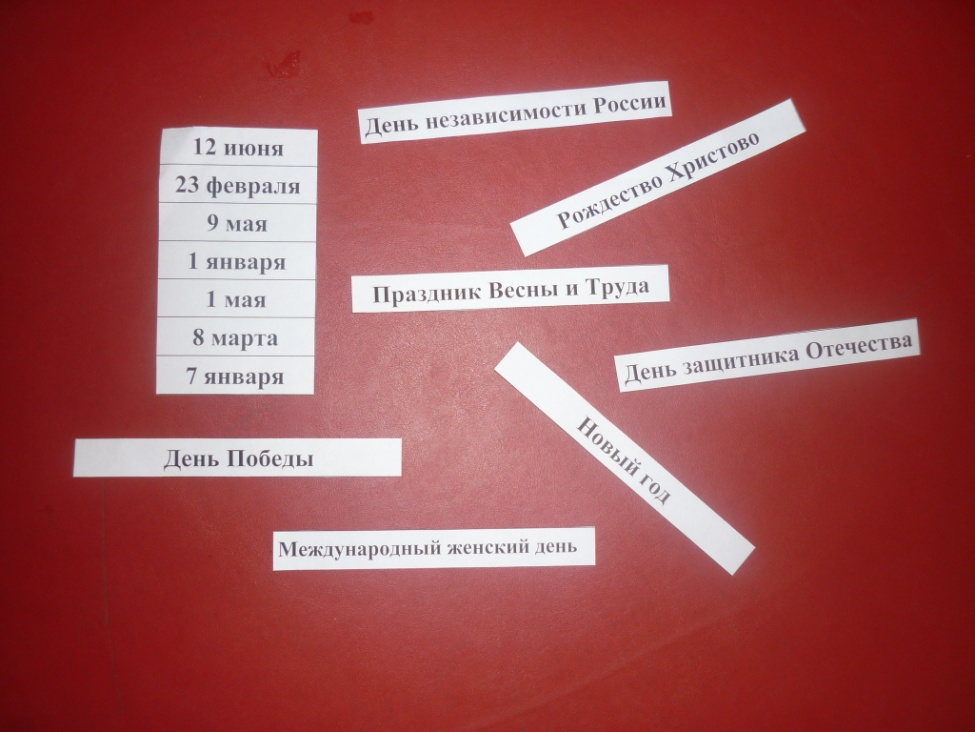 День независимости России
Рождество Христово
12 июня
23 февраля
9 мая
1 января
1 мая
8 марта
7 января
Праздник Весны и Труда
День защитника Отечества
Новый год
День Победы
Международный женский день